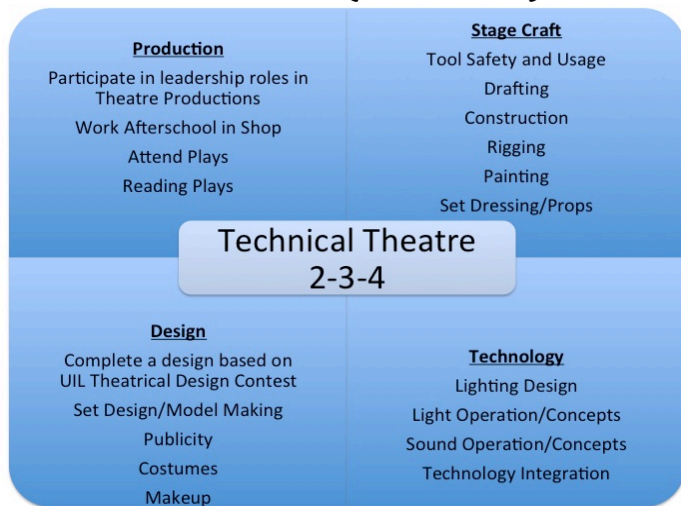 Production
Participate in leadership roles in
Theatre Productions
Work Afterschool in Shop
Attend Plays
Reading Plays
Stage Craft
Tool Safety and Usage
Drafting
Construction
Rigging
Painting
Set Dressing/Props
Technical Theatre
2-3-4
Design
Complete a design based on
UIL Theatrical Design Contest
Set Design/Model Making
Publicity
Costumes
Makeup
Technology
Lighting Design
Light Operation/Concepts
Sound Operation/Concepts
Technology Integration